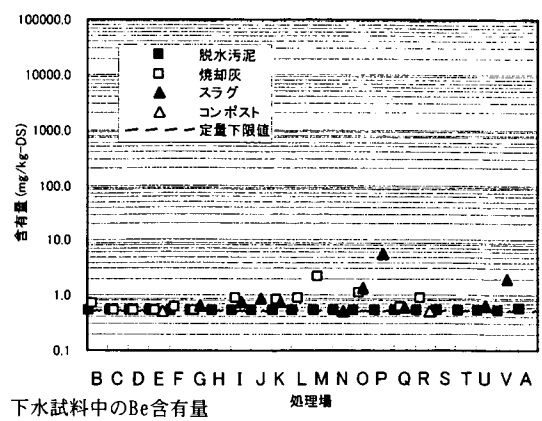 100000.0
10000.0
1000.0
100.0
10.0
1.0
0.1
含有量 (mg/kg-DS)
脱水汚泥
焼却灰
スラグ
コンポスト
定量下限値
B C D E F G H I J K L M N O P Q R S T U V A
処理場
下水試料中のBe含有量